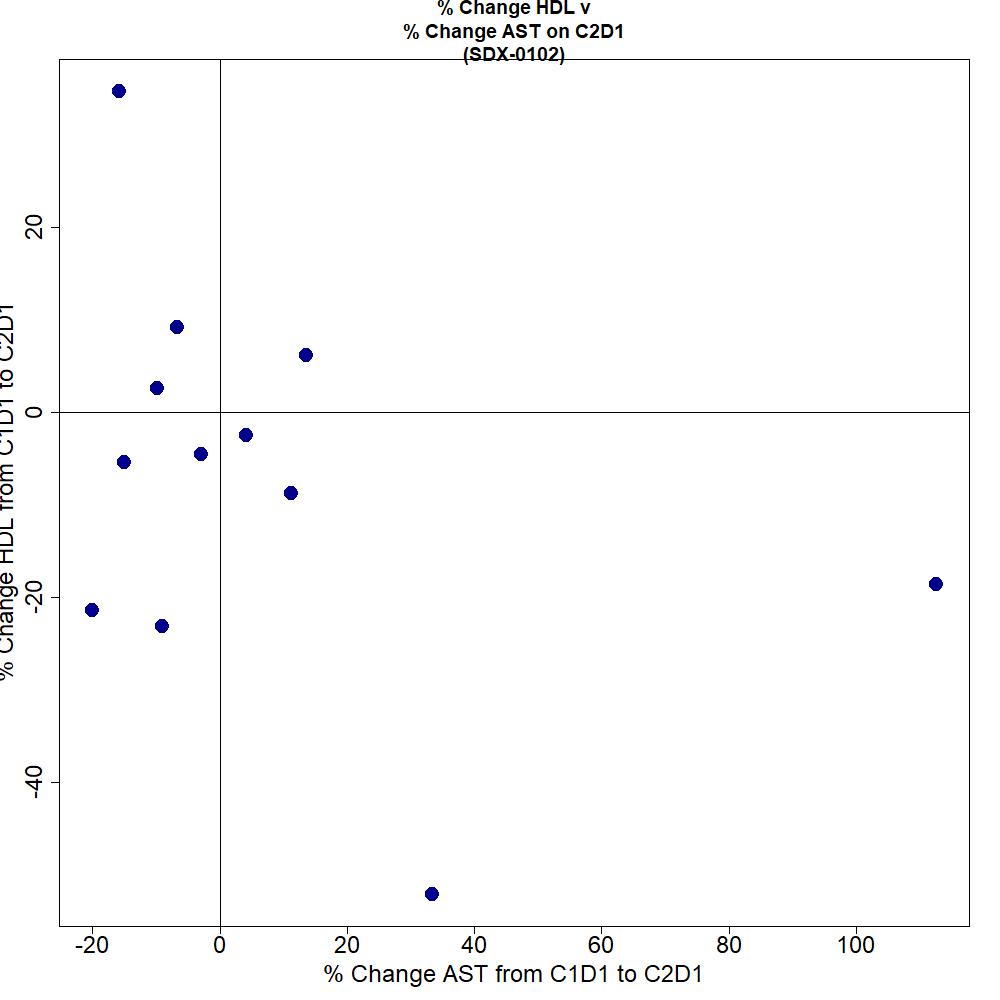 % Change HDL v
% Change AST on C2D1
(SDX-0102)
% Change HDL from C1D1 to C2D1
20
0
-20
-40
-20 0 20 40 60 80 100
% Change AST from C1D1 to C2D1